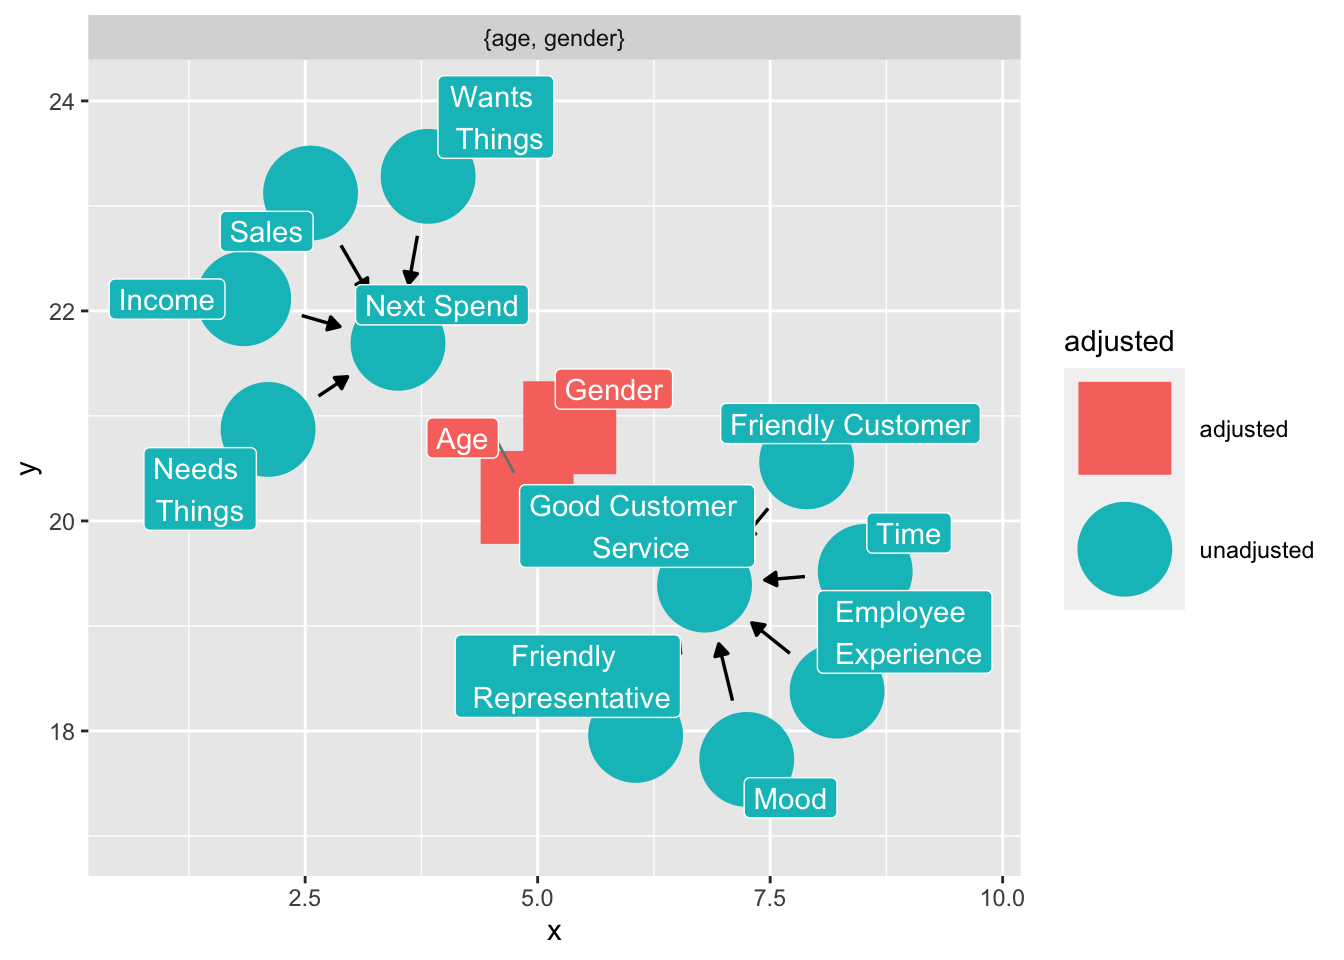 {age, gender}
24
22
20
18
y
Wants
Things
Sales
Income
Next Spend
Gender
Age
Needs
Things
Friendly Customer
Good Customer
Service
Time
Employee
Experience
Friendly
Representative
Mood
2.5
5.0
7.5
10.0
x
adjusted
adjusted
unadjusted